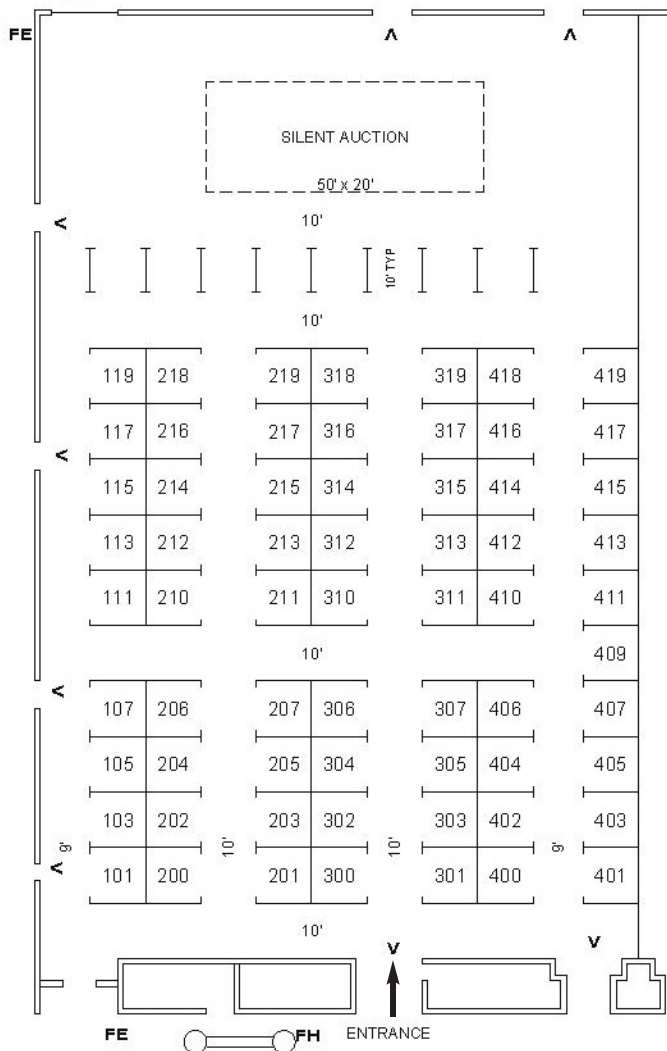 FE Λ Λ
SILENT AUCTION
50' x 20'
<
10'
10' TYP
10'
119 218 219 318 319 418 419
117 216 217 316 317 416 417
<
115 214 215 314 315 414 415
113 212 213 312 313 412 413
111 210 211 310 311 410 411
10' 409
<
107 206 207 306 307 406 407
105 204 205 304 305 404 405
103 202 203 302 303 402 403
9' 10' 10' 9'
V
101 200 201 300 301 400 401
10'
V V
FE FH ENTRANCE